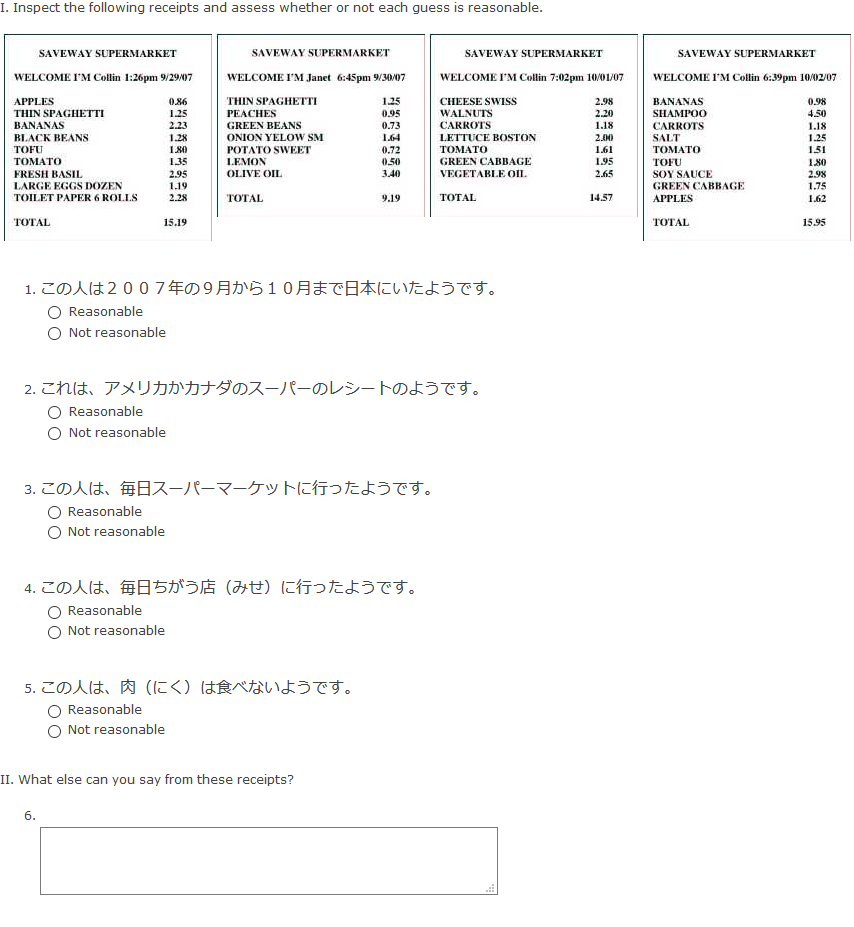 I. Inspect the following receipts and assess whether or not each guess is reasonable.
SAVEWAY SUPERMARKET
WELCOME I'M Collin 1:26pm 9/29/07
APPLES 0.86
THIN SPAGHETTI 1.25
BANANAS 2.23
BLACK BEANS 1.28
TOFU 1.80
TOMATO 1.35
FRESH BASIL 2.95
LARGE EGGS DOZEN 1.19
TOILET PAPER 6 ROLLS 2.28
TOTAL 15.19
SAVEWAY SUPERMARKET
WELCOME I'M Janet 6:45pm 9/30/07
THIN SPAGHETTI 1.25
PEACHES 0.95
GREEN BEANS 0.73
ONION YELOW SM 1.64
POTATO SWEET 0.72
LEMON 0.50
OLIVE OIL 3.40
TOTAL 9.19
SAVEWAY SUPERMARKET
WELCOME I'M Collin 7:02pm 10/01/07
CHEESE SWISS 2.98
WALNUTS 2.20
CARROTS 1.18
LETTUCE BOSTON 2.00
TOMATO 1.61
GREEN CABBAGE 1.95
VEGETABLE OIL 2.65
TOTAL 14.57
SAVEWAY SUPERMARKET
WELCOME I'M Collin 6:39pm 10/02/07
BANANAS 0.98
SHAMPOO 4.50
CARROTS 1.18
SALT 1.25
TOMATO 1.51
TOFU 1.80
SOY SAUCE 2.98
GREEN CABBAGE 1.75
APPLES 1.62
TOTAL 15.95
1. この人は２００７年の９月から１０月まで日本にいたようです。
Reasonable
Not reasonable
2. これは、アメリカかカナダのスーパーのレシートのようです。
Reasonable
Not reasonable
3. この人は、毎日スーパーマーケットに行ったようです。
Reasonable
Not reasonable
4. この人は、毎日ちがう店（みせ）に行ったようです。
Reasonable
Not reasonable
5. この人は、肉（にく）は食べないようです。
Reasonable
Not reasonable
II. What else can you say from these receipts?
6.